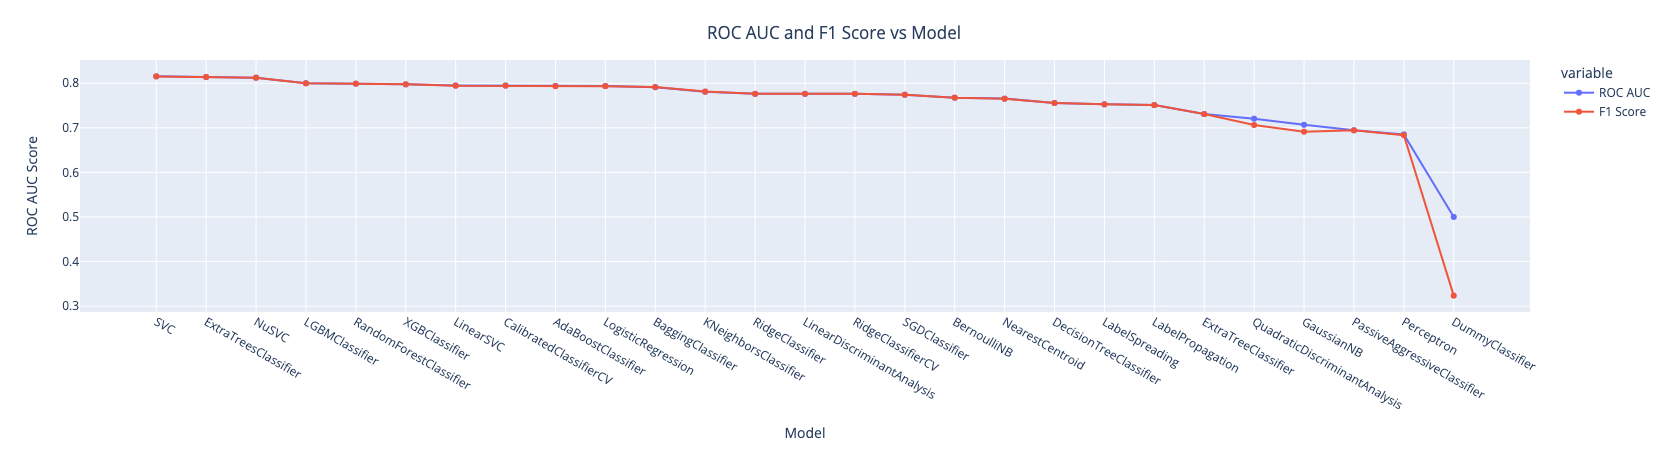 ROC AUC and F1 Score vs Model
variable
ROC AUC
F1 Score
ROC AUC Score
0.8
0.7
0.6
0.5
0.4
0.3
SVC
ExtraTreesClassifier
NuSVC
LGBMClassifier
RandomForestClassifier
XGBClassifier
LinearSVC
CalibratedClassifierCV
AdaBoostClassifier
LogisticRegression
BaggingClassifier
KNeighborsClassifier
RidgeClassifier
LinearDiscriminantAnalysis
RidgeClassifierCV
SGDClassifier
BernoulliNB
NearestCentroid
DecisionTreeClassifier
LabelSpreading
LabelPropagation
ExtraTreeClassifier
QuadraticDiscriminantAnalysis
GaussianNB
PassiveAggressiveClassifier
Perceptron
DummyClassifier
Model